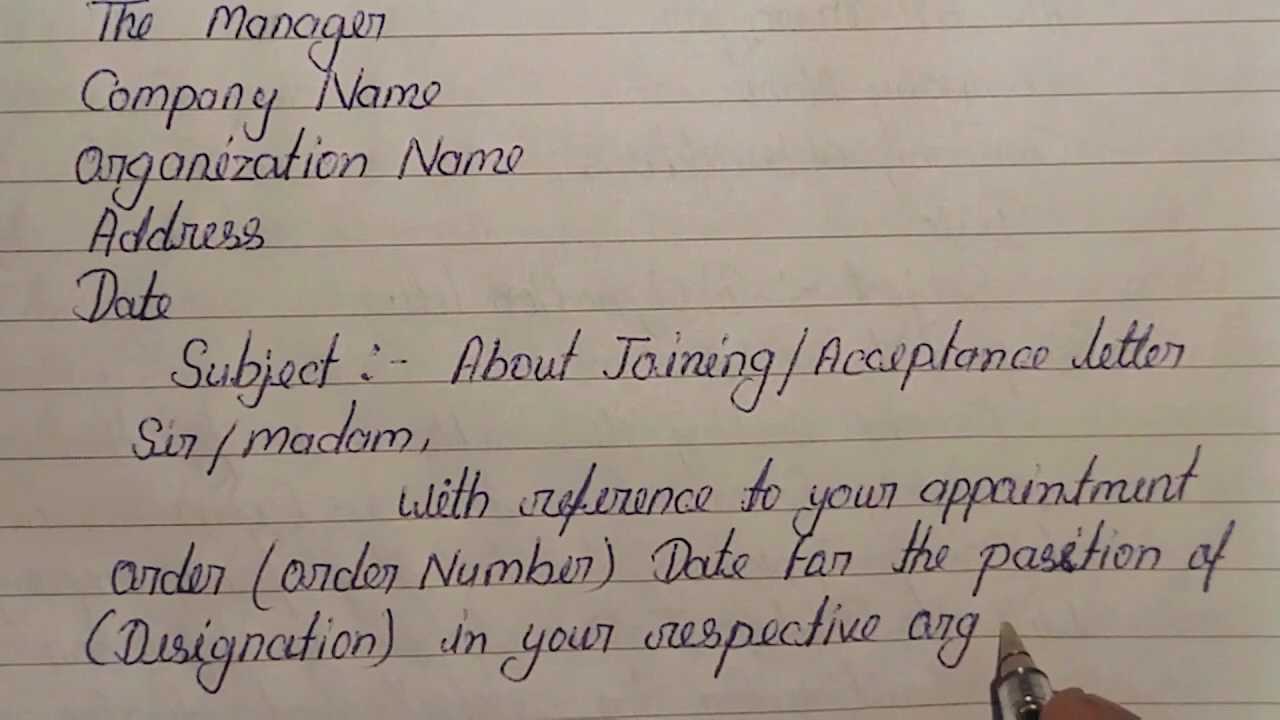 The Manager
Company Name
Organization Name
Address
Date
Subject :- About Joining/Acceptance letter
Sir/madam,
with reference to your appointment
order (order Number) Date For the position of
(Designation) in your respective org